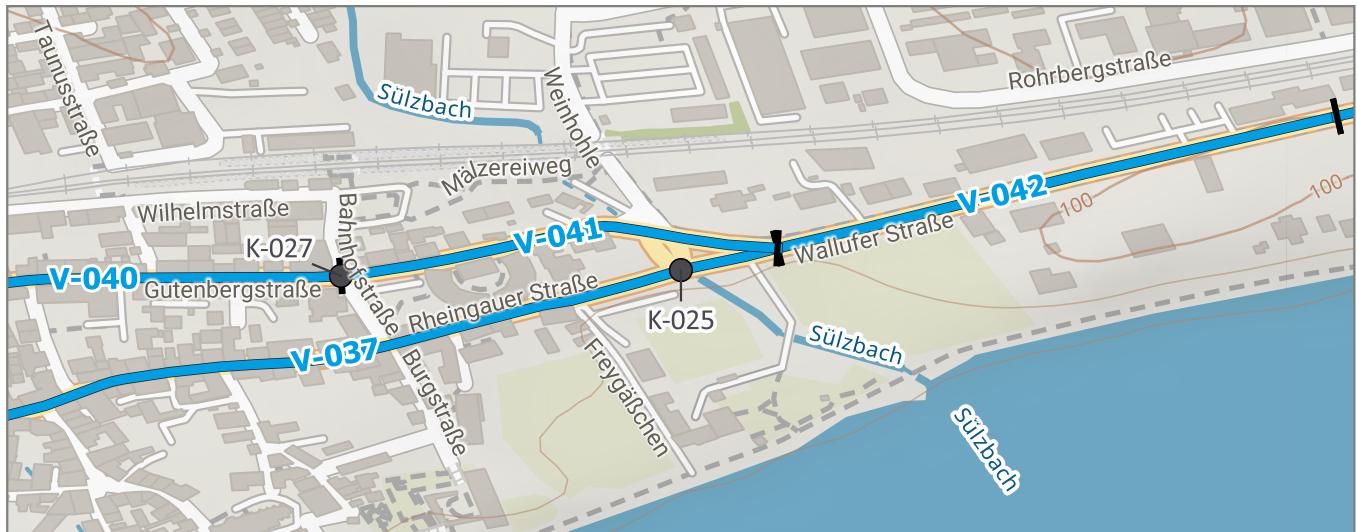 Taunusstraße
Sülzbach
Weinhohle
Rohrbergstraße
Mälzereiweg
Wilhelmstraße
Bahnhofstraße
K-027
V-041
V-042
100
100
Wallufer Straße
V-040
Gutenbergstraße
Rheingauer Straße
K-025
V-037
Burgstraße
Freygäßchen
Sülzbach
Sülzbach